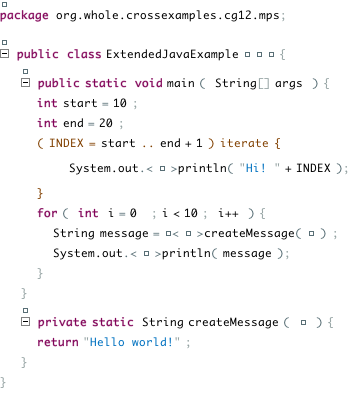 package org.whole.crossexamples.cg12.mps;
public class ExtendedJavaExample {
public static void main ( String[] args ) {
int start = 10 ;
int end = 20 ;
( INDEX = start .. end + 1 ) iterate {
System.out.< >println( "Hi! " + INDEX );
}
for ( int i = 0 ; i < 10 ; i++ ) {
String message = < >createMessage( ) ;
System.out.< >println( message );
}
}
private static String createMessage ( ) {
return "Hello world!" ;
}
}